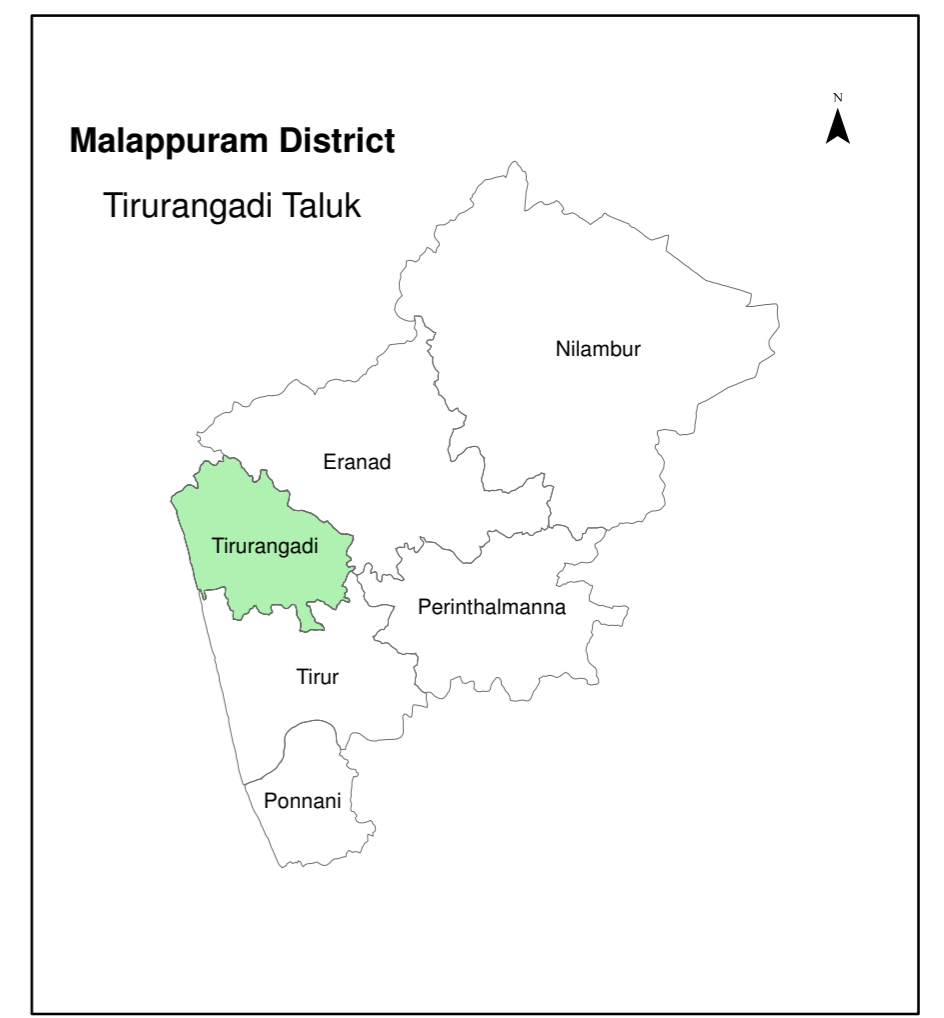 N
Malappuram District
Tirurangadi Taluk
Nilambur
Eranad
Tirurangadi
Perinthalmanna
Tirur
Ponnani